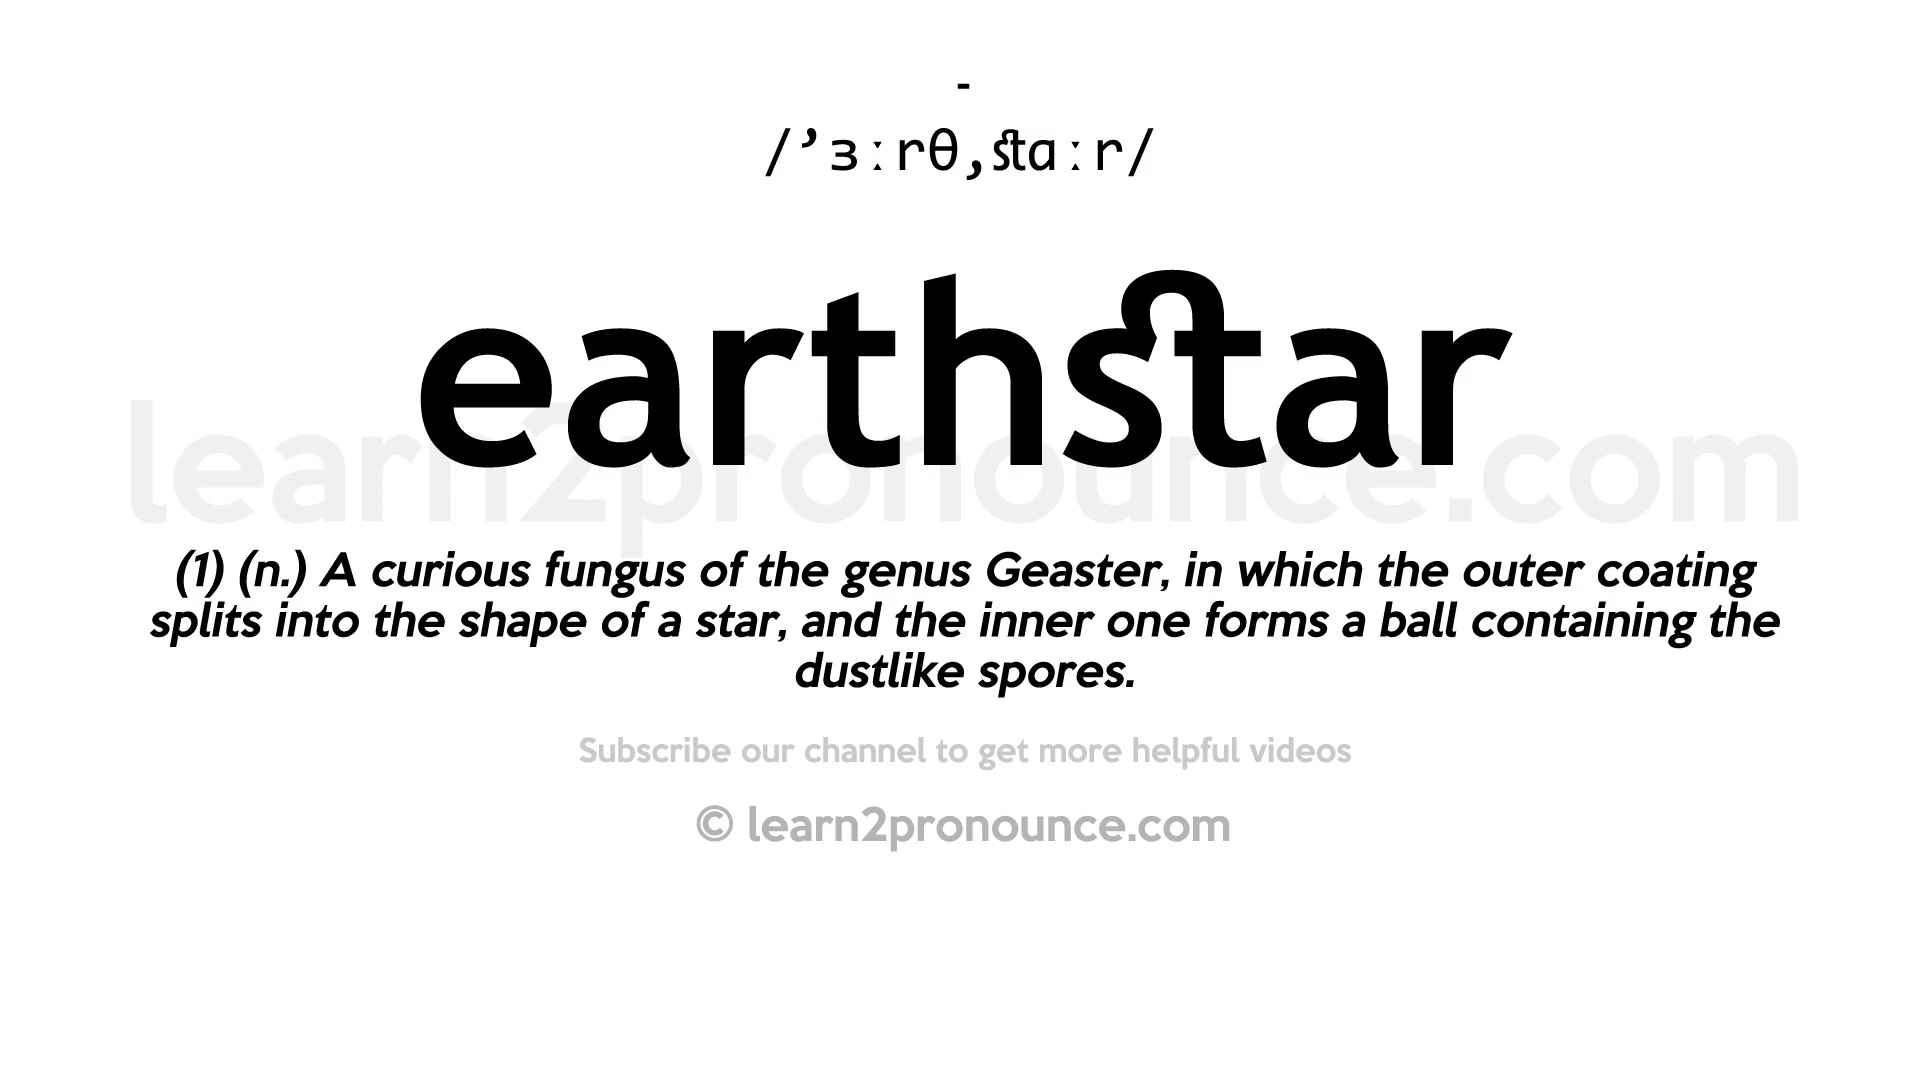 -
/’ɜːrθ,stɑːr/
earthstar
learn2pronounce.com
(1) (n.) A curious fungus of the genus Geaster, in which the outer coating
splits into the shape of a star, and the inner one forms a ball containing the
dustlike spores.
Subscribe our channel to get more helpful videos
© learn2pronounce.com